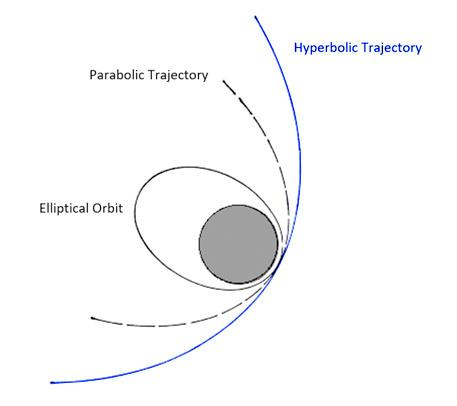 Hyperbolic Trajectory
Parabolic Trajectory
Elliptical Orbit